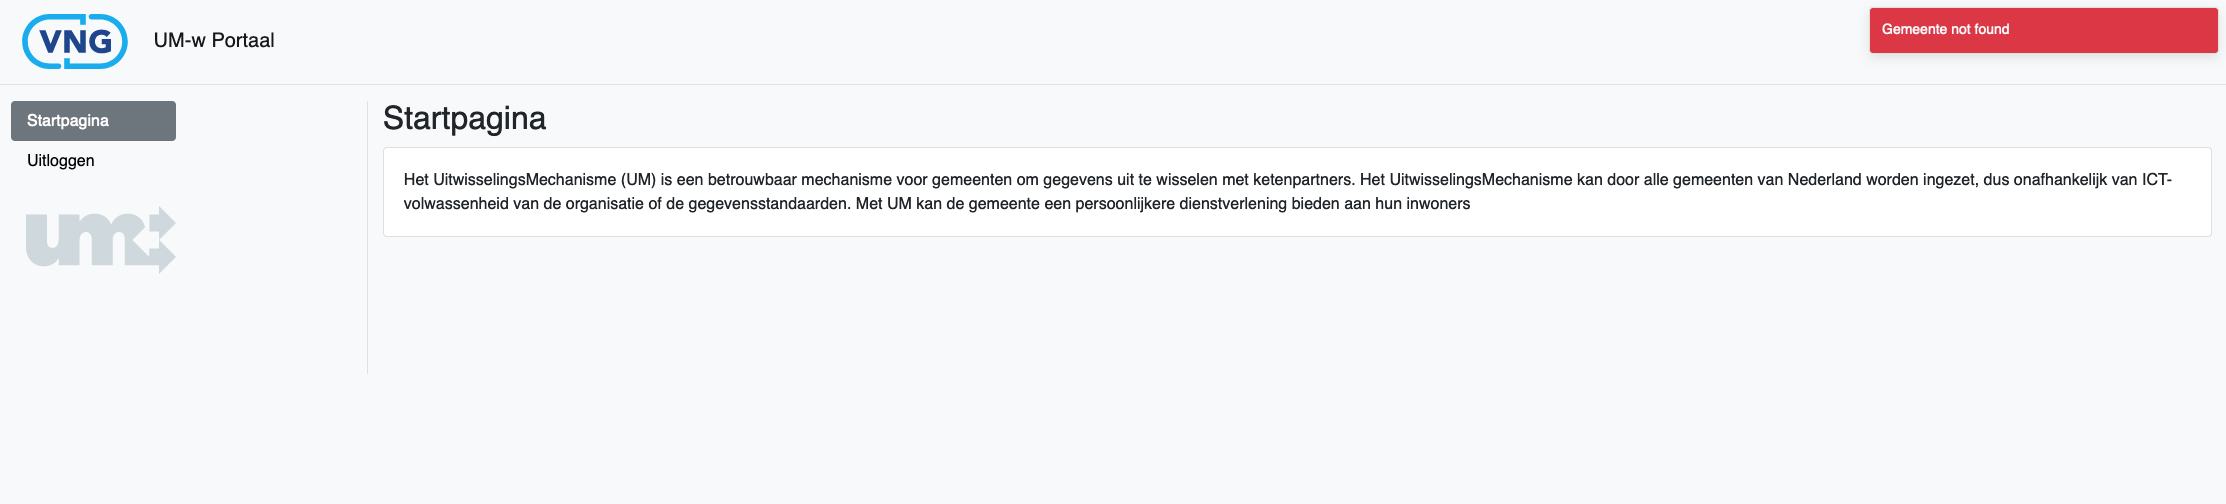 VNG
UM-w Portaal
Gemeente not found
Startpagina
Uitloggen
um
Startpagina
Het UitwisselingsMechanisme (UM) is een betrouwbaar mechanisme voor gemeenten om gegevens uit te wisselen met ketenpartners. Het UitwisselingsMechanisme kan door alle gemeenten van Nederland worden ingezet, dus onafhankelijk van ICT-
volwassenheid van de organisatie of de gegevensstandaarden. Met UM kan de gemeente een persoonlijkere dienstverlening bieden aan hun inwoners